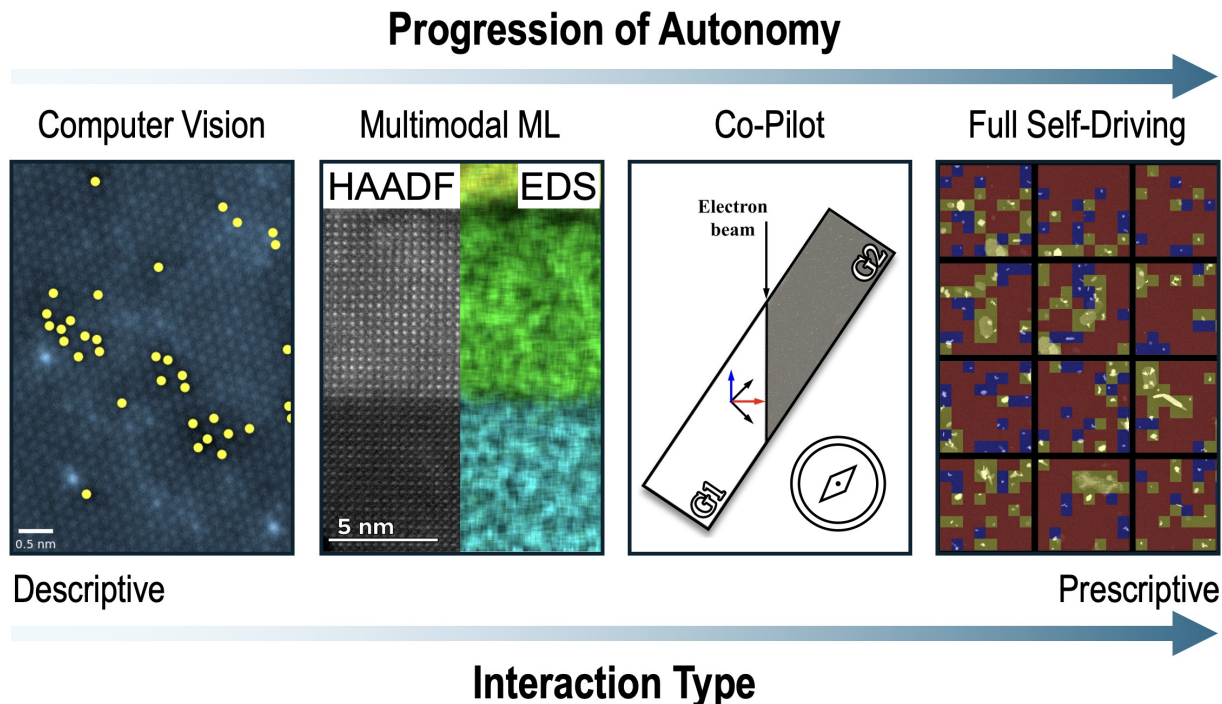 Progression of Autonomy
Computer Vision
Multimodal ML
Co-Pilot
Full Self-Driving
0.5 nm
HAADF
EDS
5 nm
Electron
beam
G2
G1
Descriptive
Prescriptive
Interaction Type